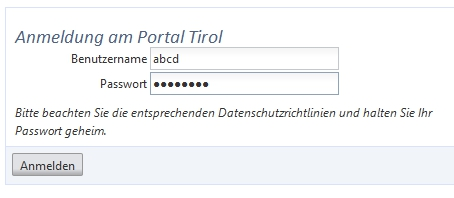 Anmeldung am Portal Tirol
Benutzername abcd
Passwort ●●●●●●●●
Bitte beachten Sie die entsprechenden Datenschutzrichtlinien und halten Sie Ihr
Passwort geheim.
Anmelden